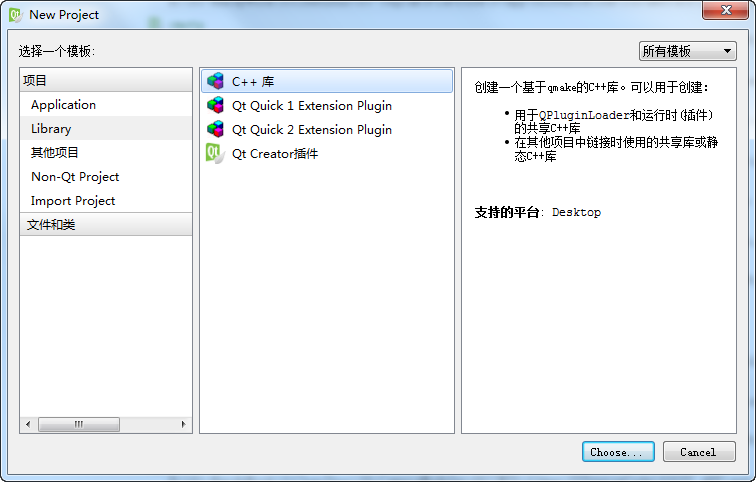 New Project
选择一个模板:
所有模板
项目
Application
Library
其他项目
Non-Qt Project
Import Project
文件和类
C++ 库
Qt Quick 1 Extension Plugin
Qt Quick 2 Extension Plugin
Qt Creator插件
创建一个基于qmake的C++库。可以用于创建:
• 用于QPluginLoader和运行时(插件)
的共享C++库
• 在其他项目中链接时使用的共享库或静
态C++库
支持的平台: Desktop
Choose...
Cancel